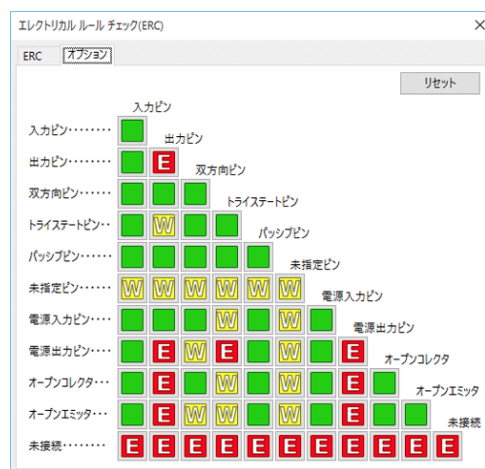 エレクトリカル ルール チェック(ERC)
ERC オプション
リセット
入力ピン
入力ピン········
出力ピン
出力ピン········ E
双方向ピン
双方向ピン······
トライステートピン
トライステートピン·· W
パッシブピン
パッシブピン······
未指定ピン
未指定ピン······ W W W W W W
電源入力ピン
電源入力ピン···· W W
電源出力ピン
電源出力ピン···· E W E W E
オープンコレクタ
オープンコレクタ··· E W W E
オープンエミッタ
オープンエミッタ··· E W W W E
未接続
未接続········ E E E E E E E E E E E